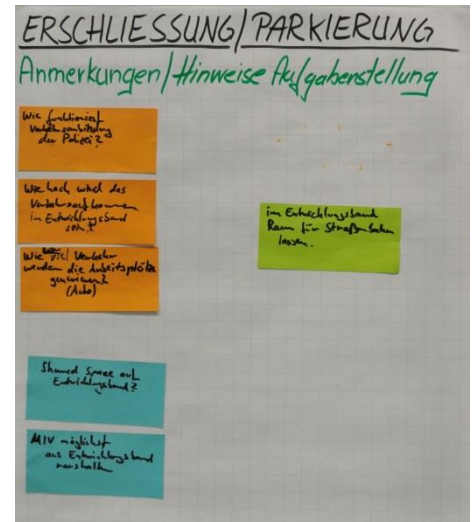 ERSCHLIESSUNG/PARKIERUNG
Anmerkungen/Hinweise Aufgabenstellung
Wie funktioniert
Verkehrsanbindung
der Polizei?
Wie hoch wird das
Verkehrsaufkommen
im Entwicklungsband
sein?
Wie viel Verkehr
werden die Arbeitsplätze
generieren?
(Auto)
im Entwicklungsband
Raum für Straßenbahn
lassen.
Shared Space auf
Entwicklungsband?
MIV möglichst
aus Entwicklungsband
raushalten